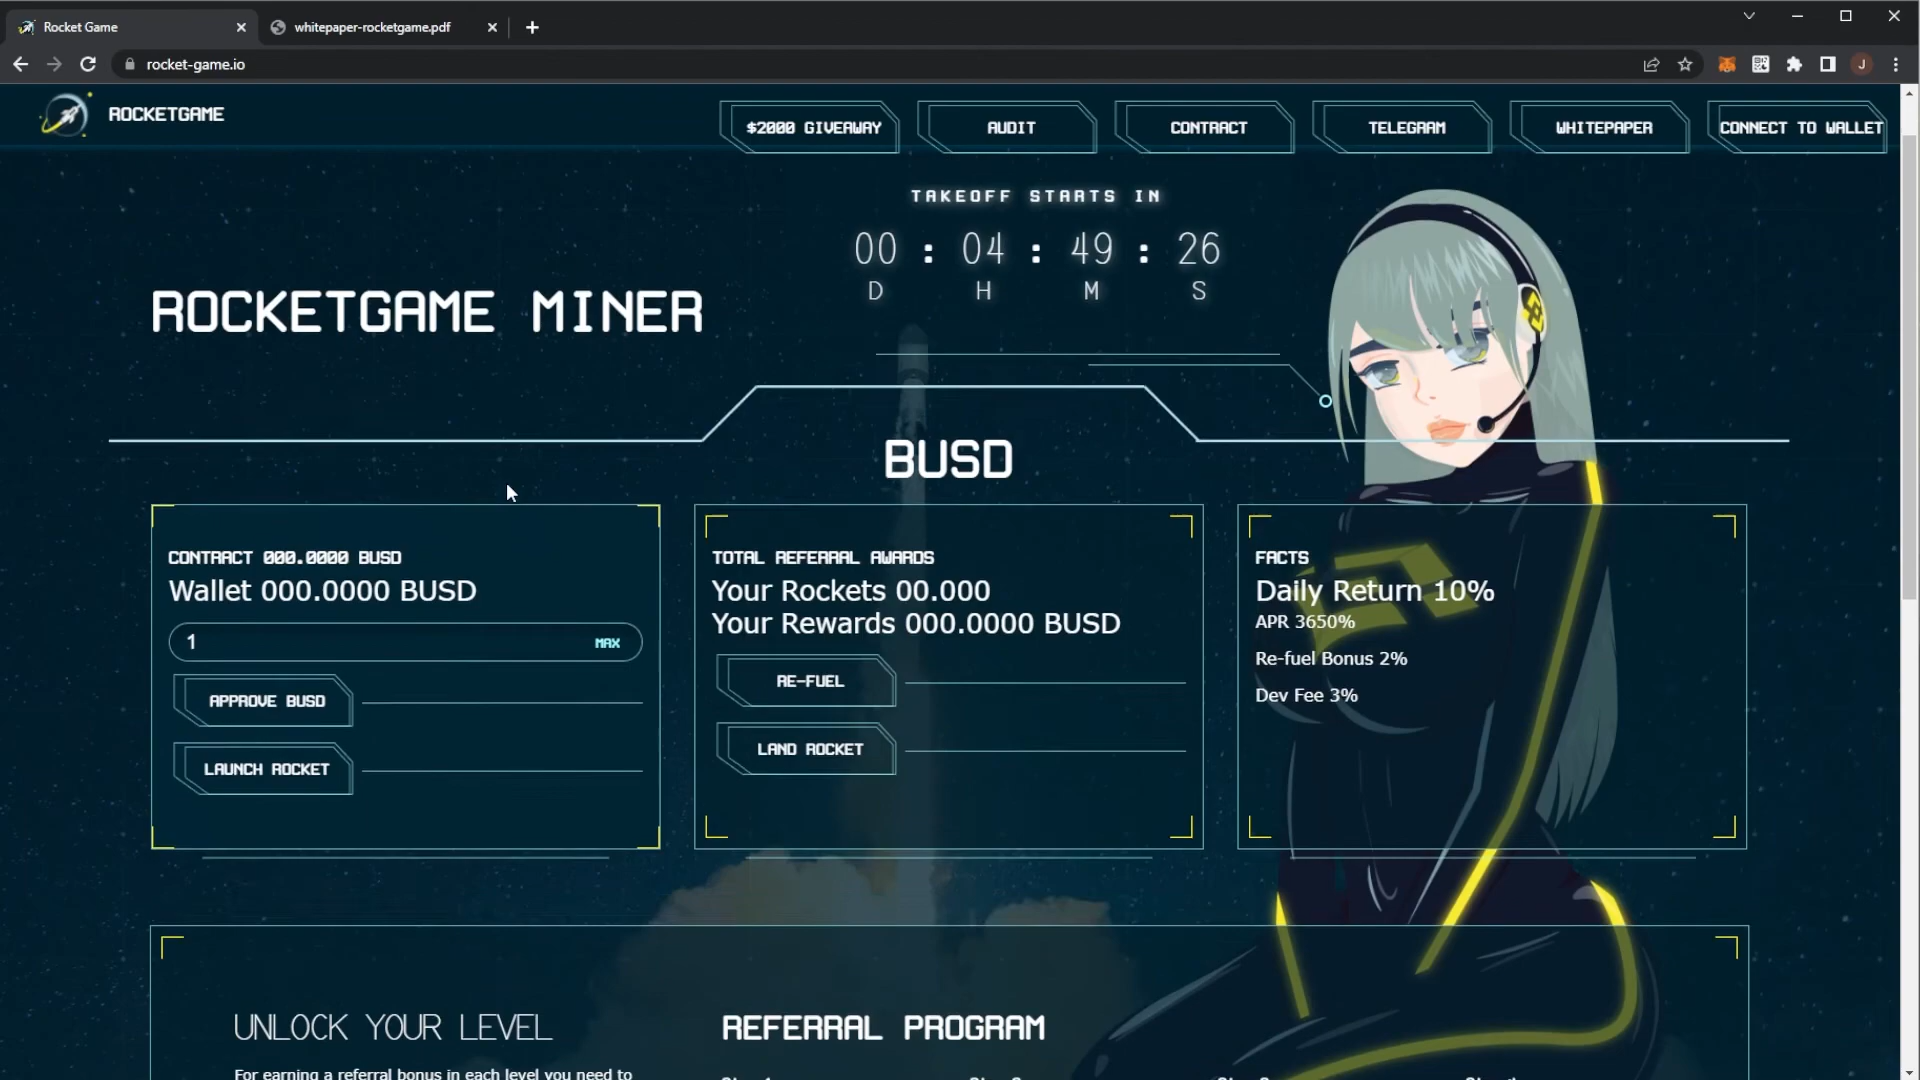 Rocket Game
whitepaper-rocketgame.pdf
rocket-game.io
J
ROCKETGAME
$2000 GIVEAWAY
AUDIT
CONTRACT
TELEGRAM
WHITEPAPER
CONNECT TO WALLET
TAKEOFF STARTS IN
00 : 04 : 49 : 26
D H M S
ROCKETGAME MINER
BUSD
CONTRACT 000.0000 BUSD
Wallet 000.0000 BUSD
1 MAX
APPROVE BUSD
LAUNCH ROCKET
TOTAL REFERRAL AWARDS
Your Rockets 00.000
Your Rewards 000.0000 BUSD
RE-FUEL
LAND ROCKET
FACTS
Daily Return 10%
APR 3650%
Re-fuel Bonus 2%
Dev Fee 3%
UNLOCK YOUR LEVEL
For earning a referral bonus in each level you need to
REFERRAL PROGRAM